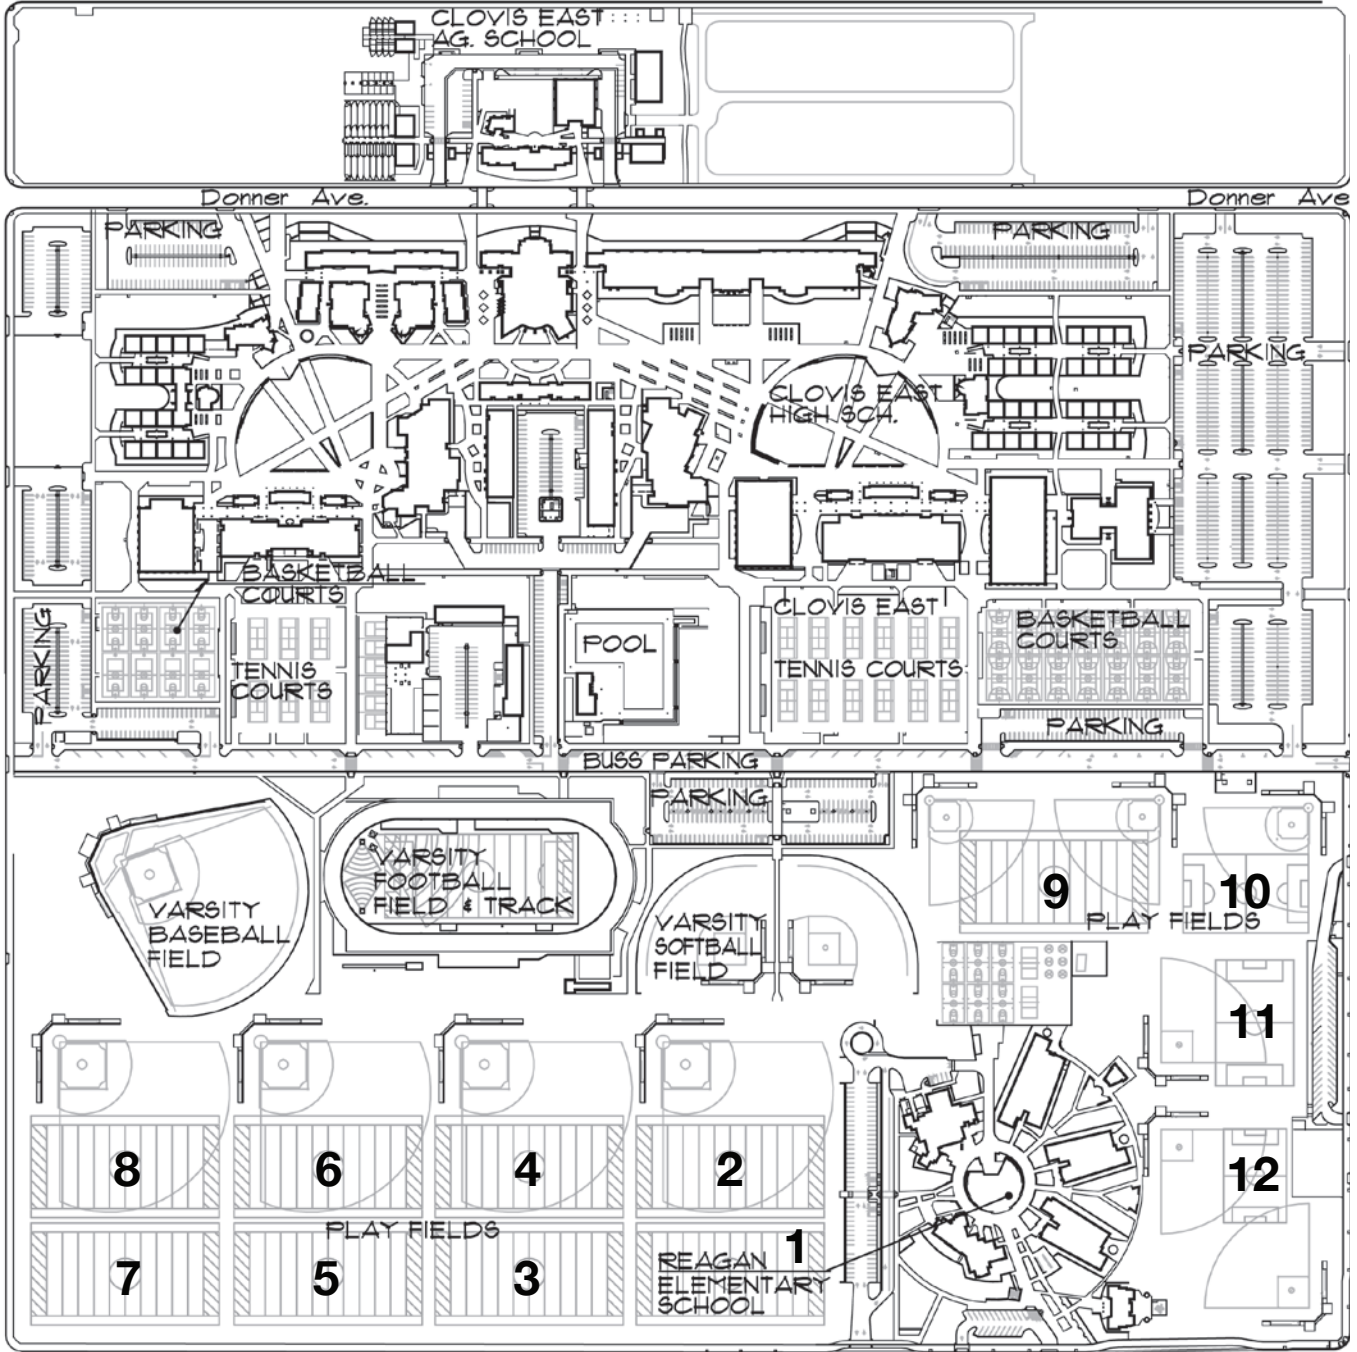 CLOVIS EAST
AG. SCHOOL
Donner Ave.
Donner Ave
PARKING
PARKING
PARKING
CLOVIS EAST
HIGH SCH.
BASKETBALL
COURTS
PARKING
TENNIS
COURTS
POOL
CLOVIS EAST
TENNIS COURTS
BASKETBALL
COURTS
PARKING
BUSS PARKING
PARKING
VARSITY
BASEBALL
FIELD
VARSITY
FOOTBALL
FIELD & TRACK
VARSITY
SOFTBALL
FIELD
9
10
PLAY FIELDS
11
8
6
4
2
12
PLAY FIELDS
7
5
3
1
REAGAN
ELEMENTARY
SCHOOL